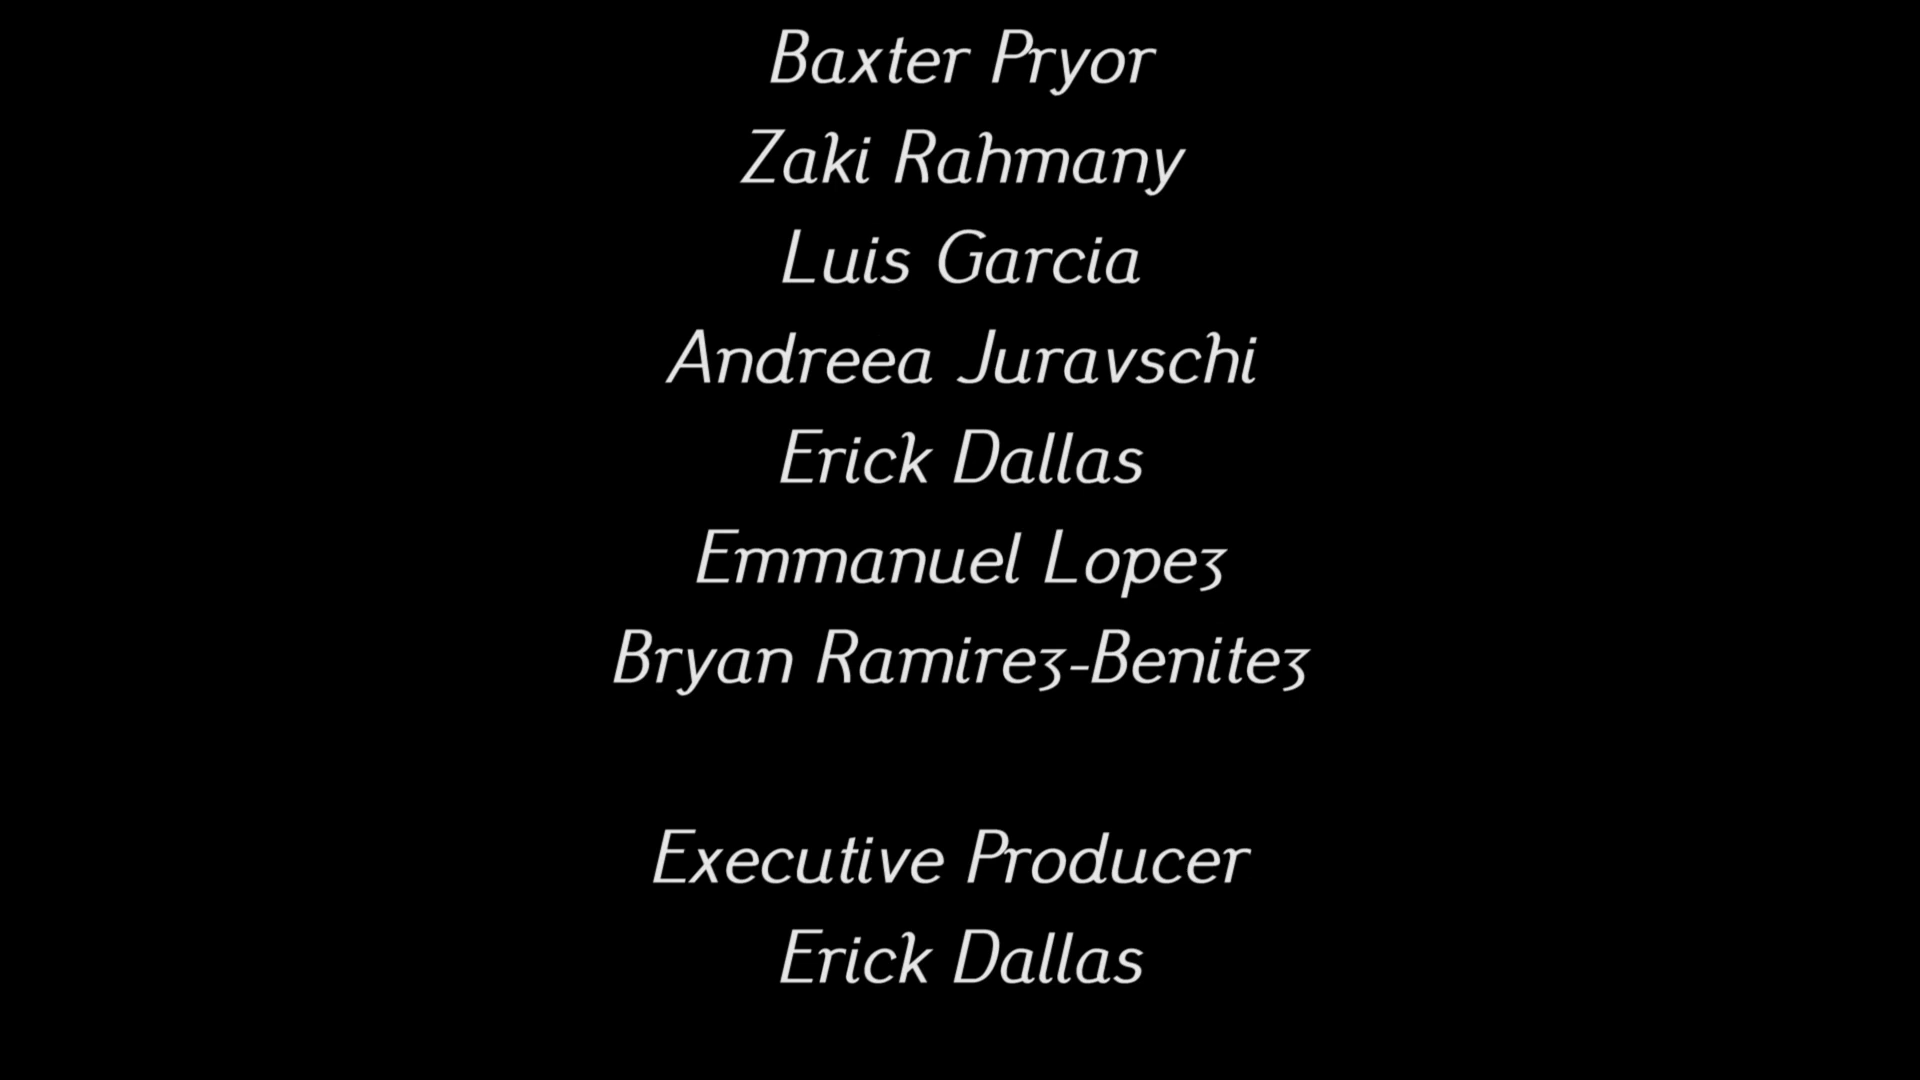 Baxter Pryor
Zaki Rahmany
Luis Garcia
Andreea Juravschi
Erick Dallas
Emmanuel Lopez
Bryan Ramirez-Benitez
Executive Producer
Erick Dallas